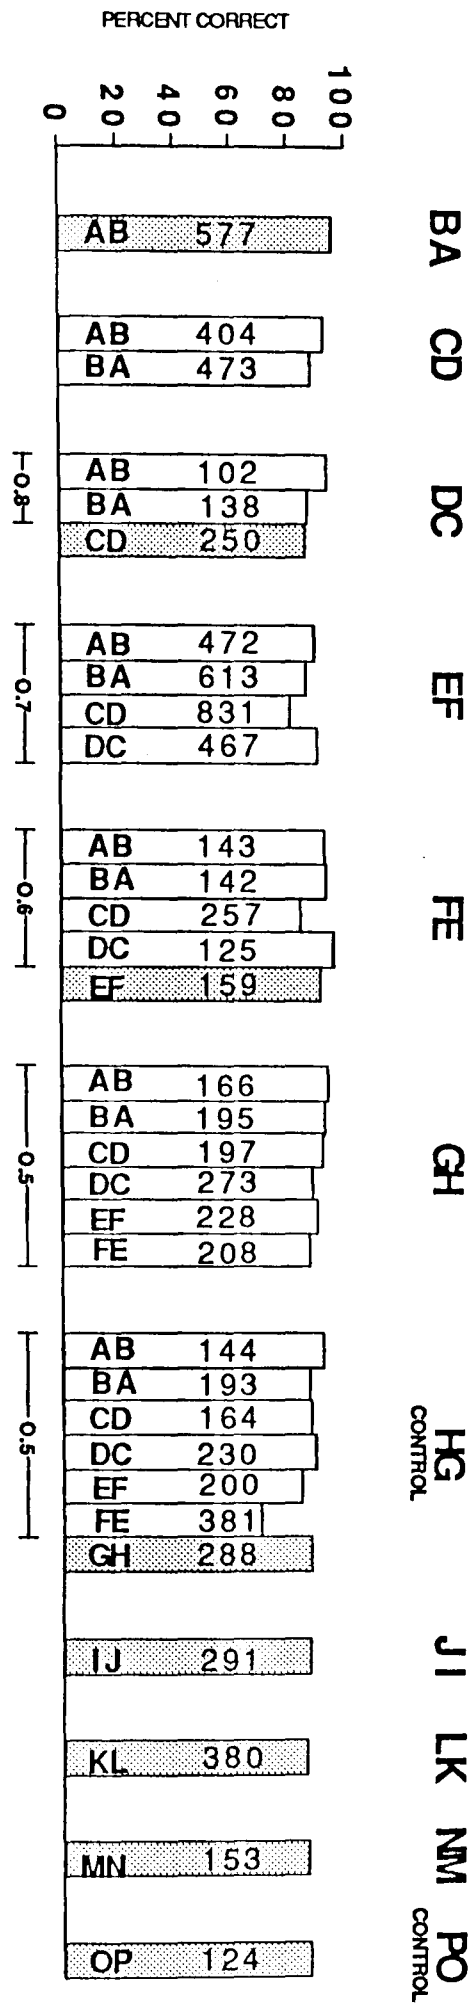 PERCENT CORRECT
0 20 40 60 80 100
BA
AB 577
CD
AB 404
BA 473
DC
0.8
AB 102
BA 138
CD 250
EF
0.7
AB 472
BA 613
CD 831
DC 467
FE
0.6
AB 143
BA 142
CD 257
DC 125
EF 159
GH
0.5
AB 166
BA 195
CD 197
DC 273
EF 228
FE 208
HG
CONTROL
0.5
AB 144
BA 193
CD 164
DC 230
EF 200
FE 381
GH 288
JI
IJ 291
LK
KL 380
NM
MN 153
PO
CONTROL
OP 124